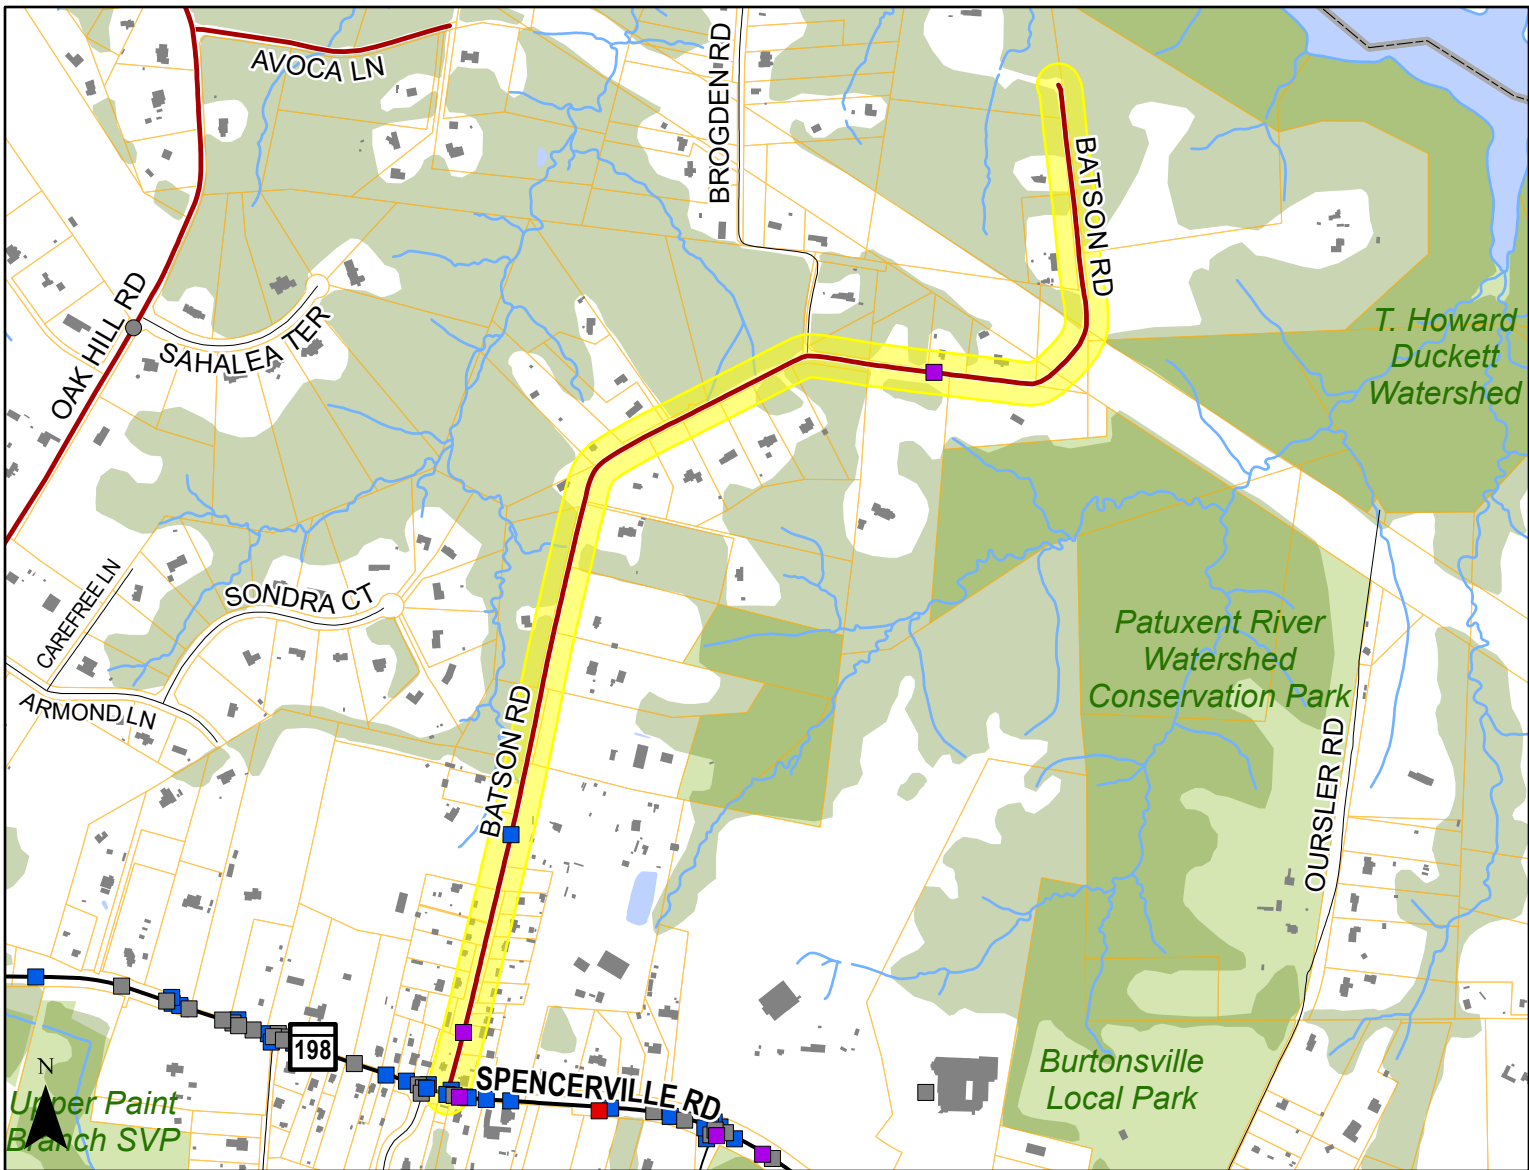 AVOCA LN
BROGDEN RD
BATSON RD
OAK HILL RD
SAHALEA TER
T. Howard
Duckett
Watershed
CAREFREE LN
SONDRA CT
ARMOND LN
BATSON RD
Patuxent River
Watershed
Conservation Park
OURSLER RD
198
SPENCERVILLE RD
Burtonsville
Local Park
N
Upper Paint
Branch SVP